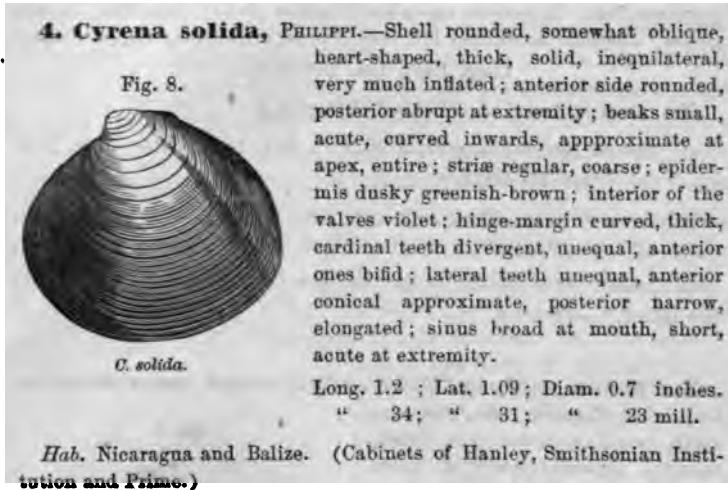 4. Cyrena solida, PHILIPPI.—Shell rounded, somewhat oblique,
heart-shaped, thick, solid, inequilateral,
Fig. 8.
very much inflated; anterior side rounded,
posterior abrupt at extremity; beaks small,
acute, curved inwards, appproximate at
apex, entire; striæ regular, coarse; epider-
mis dusky greenish-brown; interior of the
valves violet; hinge-margin curved, thick,
cardinal teeth divergent, unequal, anterior
ones bifid; lateral teeth unequal, anterior
conical approximate, posterior narrow,
elongated; sinus broad at mouth, short,
acute at extremity.
C. solida.
Long. 1.2 ; Lat. 1.09; Diam. 0.7 inches.
“ 34; “ 31; “ 23 mill.
Hab. Nicaragua and Balize. (Cabinets of Hanley, Smithsonian Insti-
tution and Prime.)